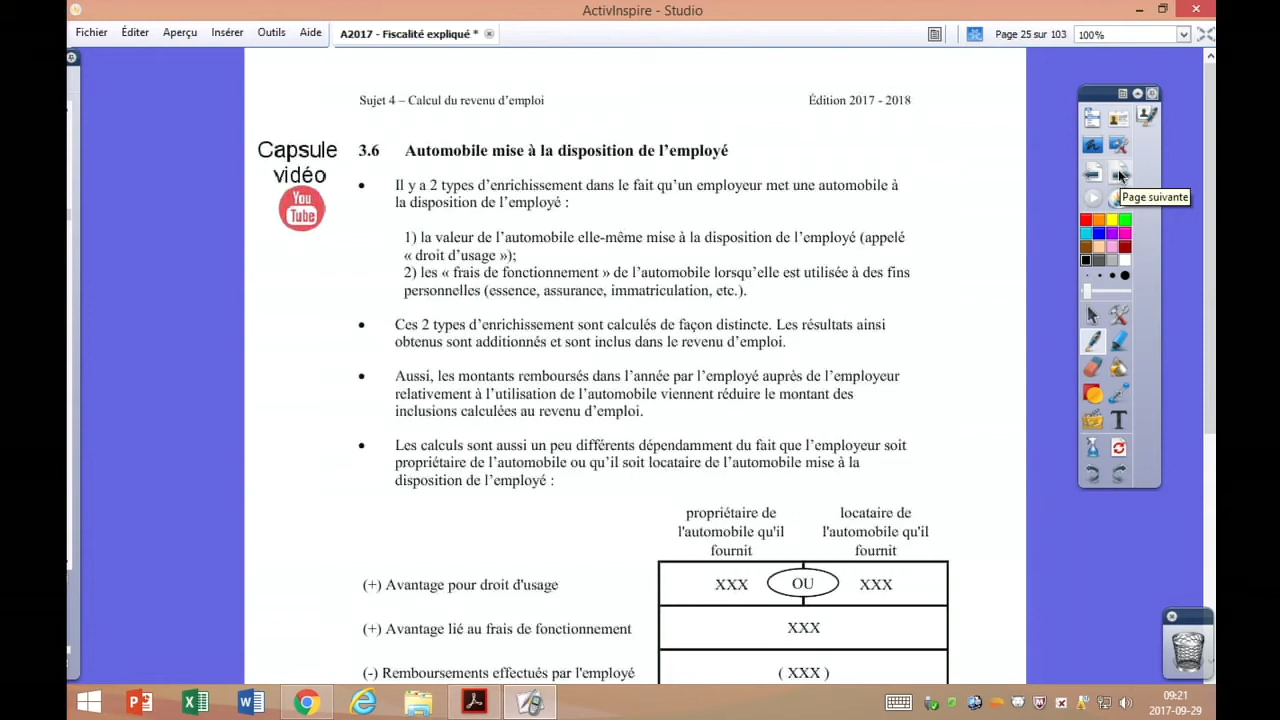 ActivInspire - Studio
Fichier Éditer Aperçu Insérer Outils Aide A2017 - Fiscalité expliqué * Page 25 sur 103 100%
Sujet 4 – Calcul du revenu d’emploi Édition 2017 - 2018
Capsule
vidéo
You
Tube
3.6 Automobile mise à la disposition de l’employé
• Il y a 2 types d’enrichissement dans le fait qu’un employeur met une automobile à
la disposition de l’employé :
1) la valeur de l’automobile elle-même mise à la disposition de l’employé (appelé
« droit d’usage »);
2) les « frais de fonctionnement » de l’automobile lorsqu’elle est utilisée à des fins
personnelles (essence, assurance, immatriculation, etc.).
• Ces 2 types d’enrichissement sont calculés de façon distincte. Les résultats ainsi
obtenus sont additionnés et sont inclus dans le revenu d’emploi.
• Aussi, les montants remboursés dans l’année par l’employé auprès de l’employeur
relativement à l’utilisation de l’automobile viennent réduire le montant des
inclusions calculées au revenu d’emploi.
• Les calculs sont aussi un peu différents dépendamment du fait que l’employeur soit
propriétaire de l’automobile ou qu’il soit locataire de l’automobile mise à la
disposition de l’employé :
propriétaire de locataire de
l'automobile qu'il l'automobile qu'il
fournit fournit
(+) Avantage pour droit d'usage XXX OU XXX
(+) Avantage lié au frais de fonctionnement XXX
(-) Remboursements effectués par l'employé ( XXX )
Page suivante
09:21
2017-09-29